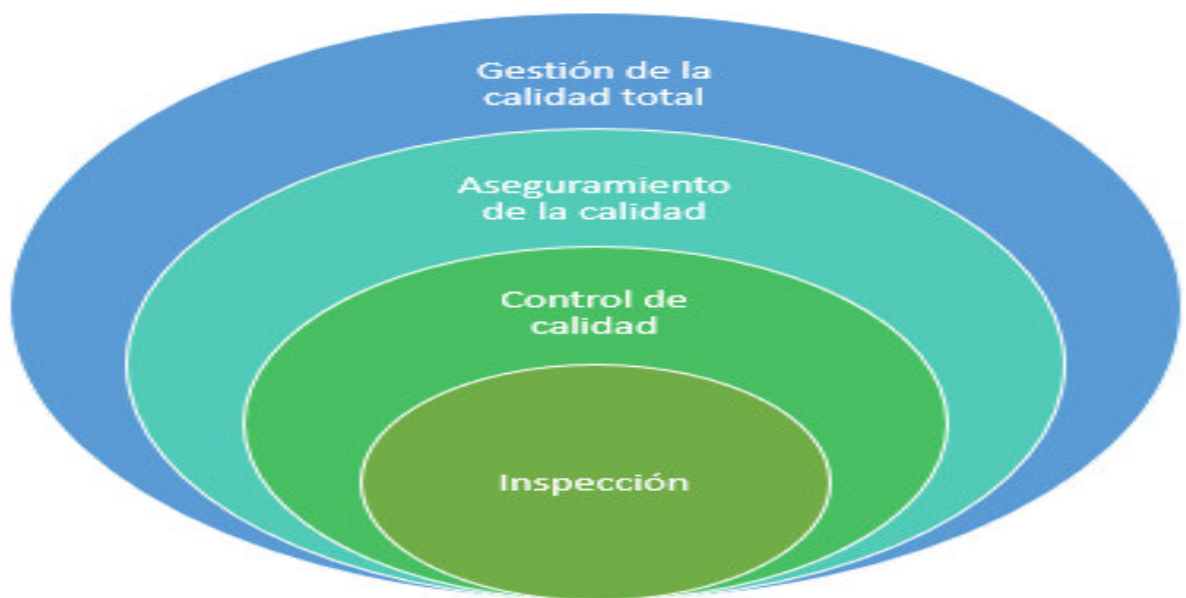 Gestión de la
calidad total
Aseguramiento
de la calidad
Control de
calidad
Inspección